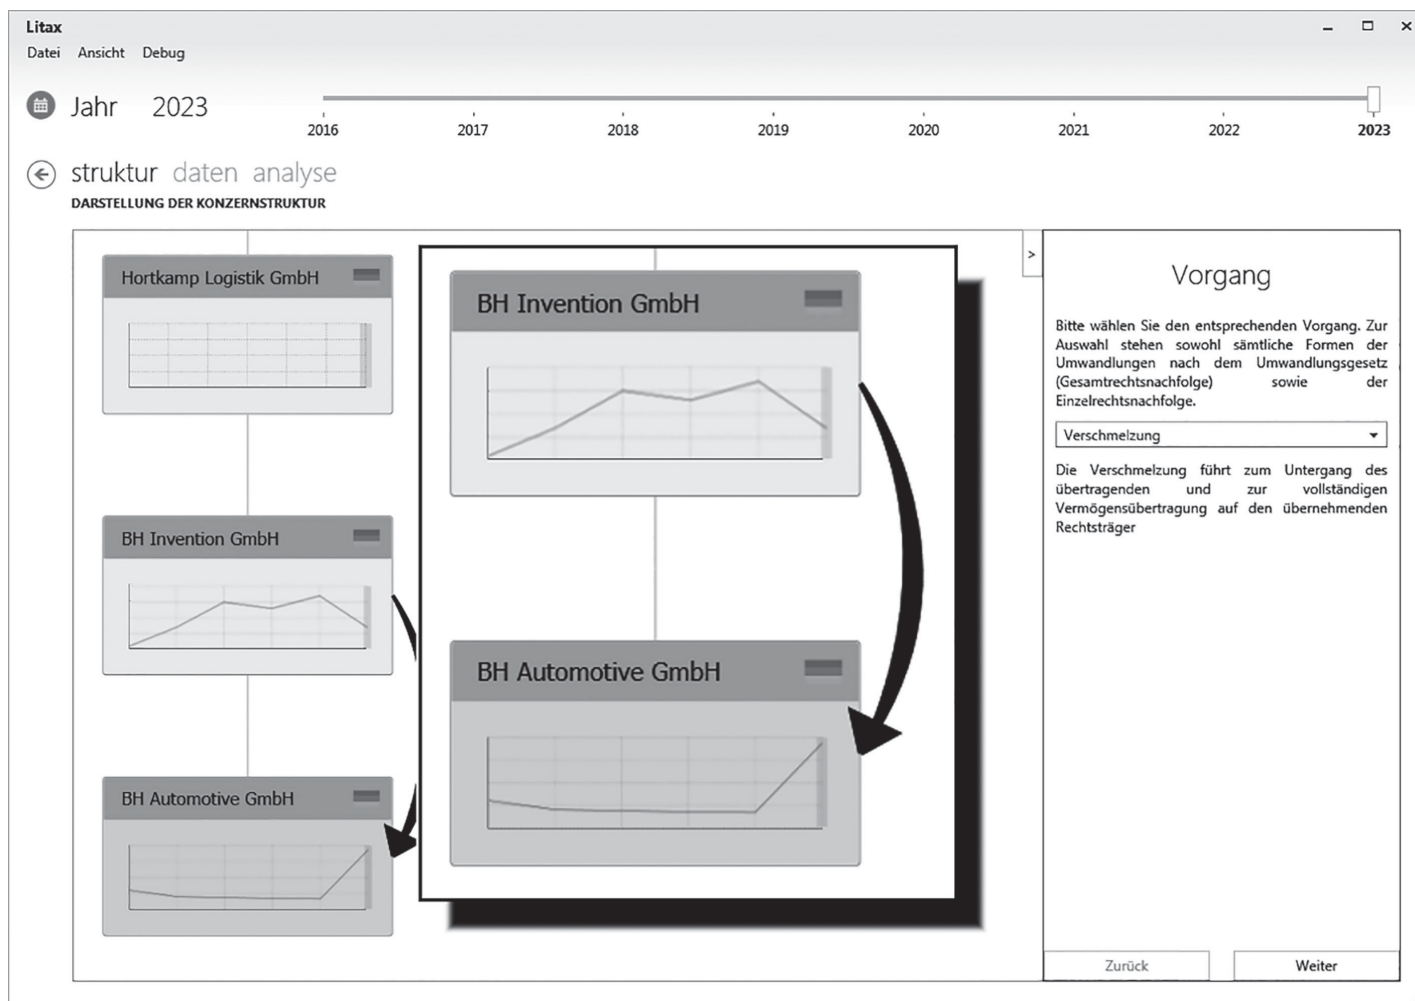 Litax
Datei Ansicht Debug
Jahr 2023
2016 2017 2018 2019 2020 2021 2022 2023
struktur daten analyse
DARSTELLUNG DER KONZERNSTRUKTUR
Hortkamp Logistik GmbH
BH Invention GmbH
BH Automotive GmbH
BH Invention GmbH
BH Automotive GmbH
>
Vorgang
Bitte wählen Sie den entsprechenden Vorgang. Zur
Auswahl stehen sowohl sämtliche Formen der
Umwandlungen nach dem Umwandlungsgesetz
(Gesamtrechtsnachfolge) sowie der
Einzelrechtsnachfolge.
Verschmelzung
Die Verschmelzung führt zum Untergang des
übertragenden und zur vollständigen
Vermögensübertragung auf den übernehmenden
Rechtsträger
Zurück Weiter